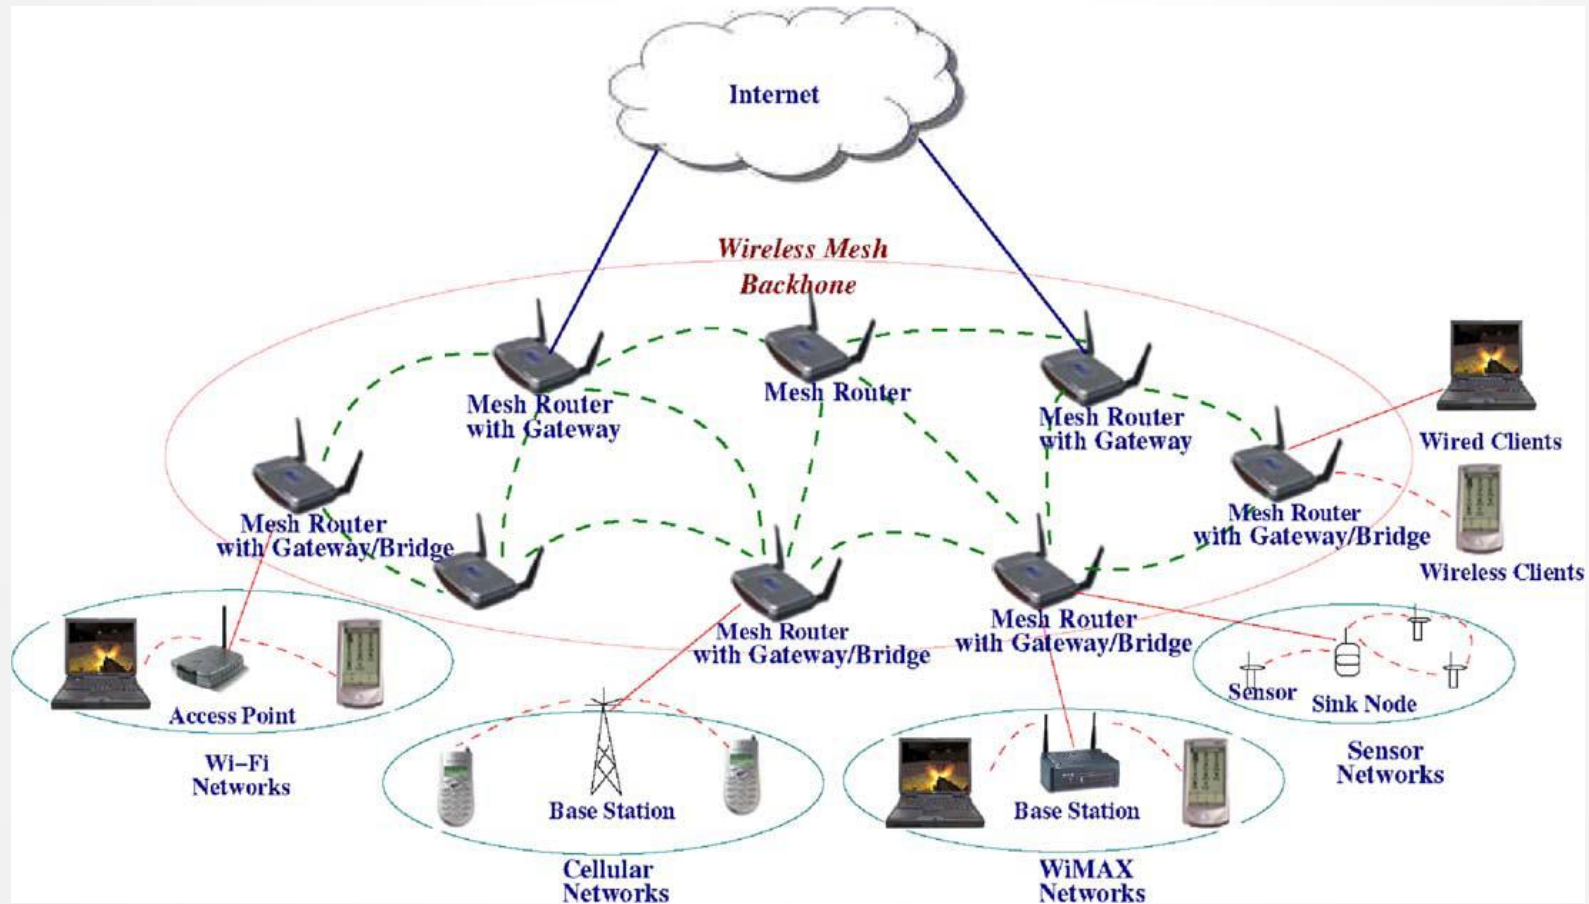 Internet
Wireless Mesh
Backbone
Mesh Router
with Gateway
Mesh Router
Mesh Router
with Gateway
Wired Clients
Mesh Router
with Gateway/Bridge
Mesh Router
with Gateway/Bridge
Wireless Clients
Mesh Router
with Gateway/Bridge
Mesh Router
with Gateway/Bridge
Sensor
Sink Node
Access Point
Wi-Fi
Networks
Base Station
Base Station
Sensor
Networks
Cellular
Networks
WiMAX
Networks